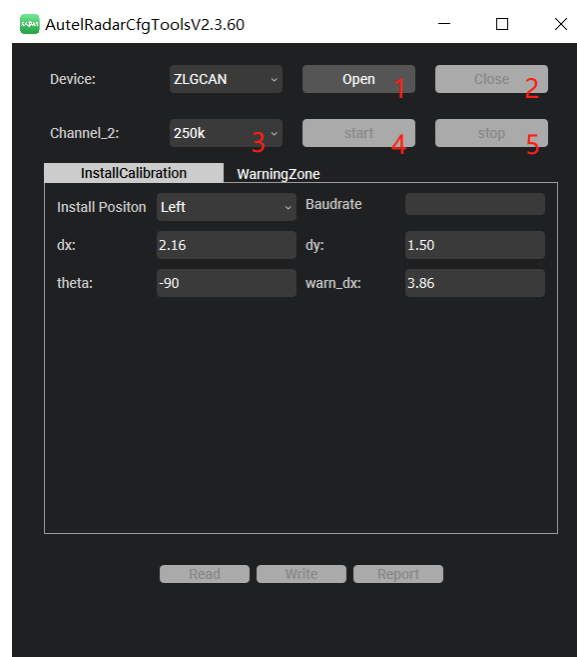 AutelRadarCfgToolsV2.3.60
Device: ZLGCAN Open 1 Close 2
Channel_2: 250k 3 start 4 stop 5
InstallCalibration WarningZone
Install Positon Left Baudrate
dx: 2.16 dy: 1.50
theta: -90 warn_dx: 3.86
Read Write Report